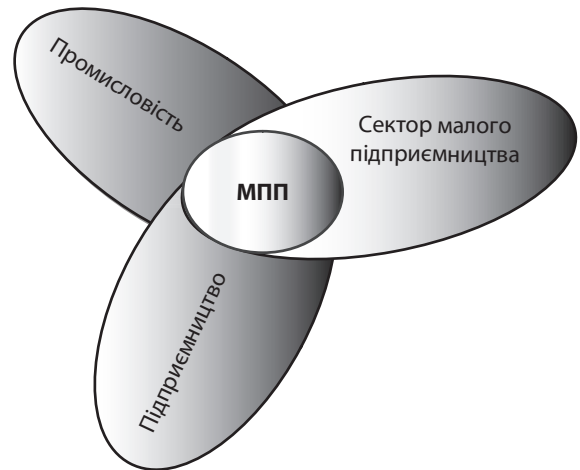 Промисловість
Сектор малого
підприємництва
МПП
Підприємництво